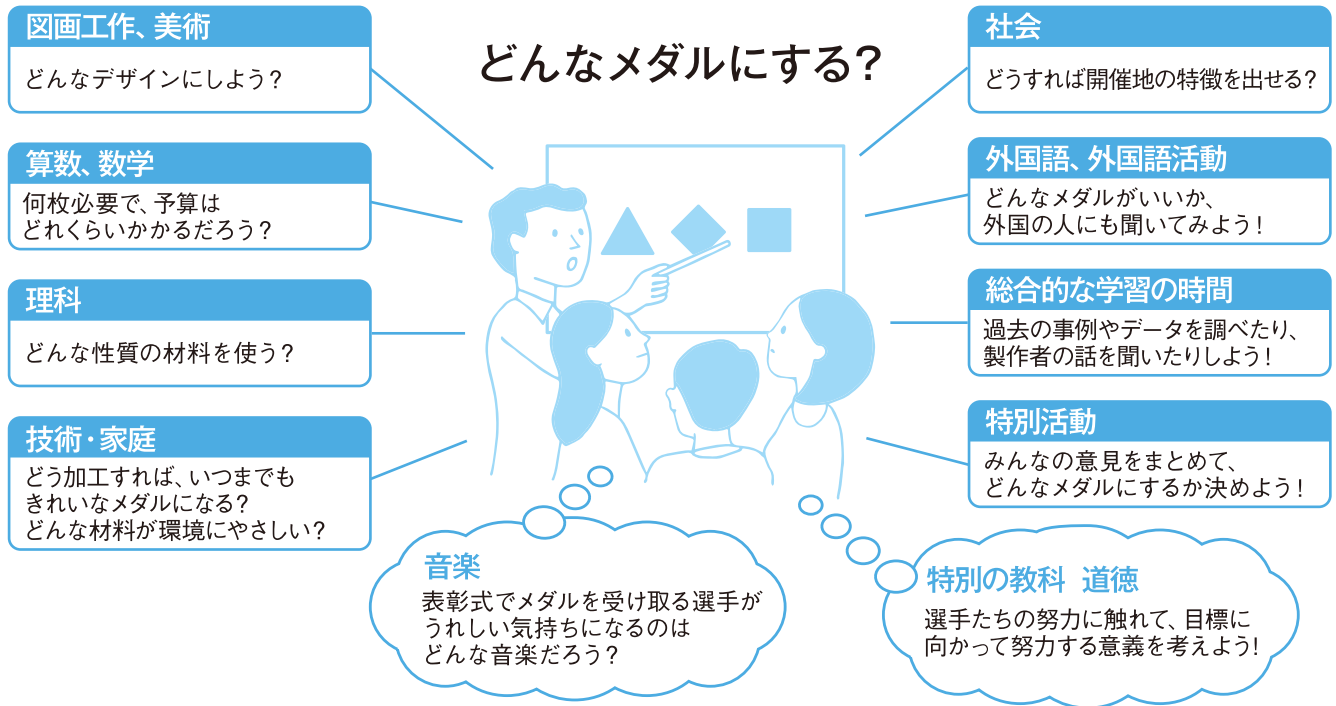 どんなメダルにする?
図画工作、美術
どんなデザインにしよう?
算数、数学
何枚必要で、予算は
どれくらいかかるだろう?
理科
どんな性質の材料を使う?
技術・家庭
どう加工すれば、いつまでも
きれいなメダルになる?
どんな材料が環境にやさしい?
社会
どうすれば開催地の特徴を出せる?
外国語、外国語活動
どんなメダルがいいか、
外国の人にも聞いてみよう!
総合的な学習の時間
過去の事例やデータを調べたり、
製作者の話を聞いたりしよう!
特別活動
みんなの意見をまとめて、
どんなメダルにするか決めよう!
音楽
表彰式でメダルを受け取る選手が
うれしい気持ちになるのは
どんな音楽だろう?
特別の教科 道徳
選手たちの努力に触れて、目標に
向かって努力する意義を考えよう!